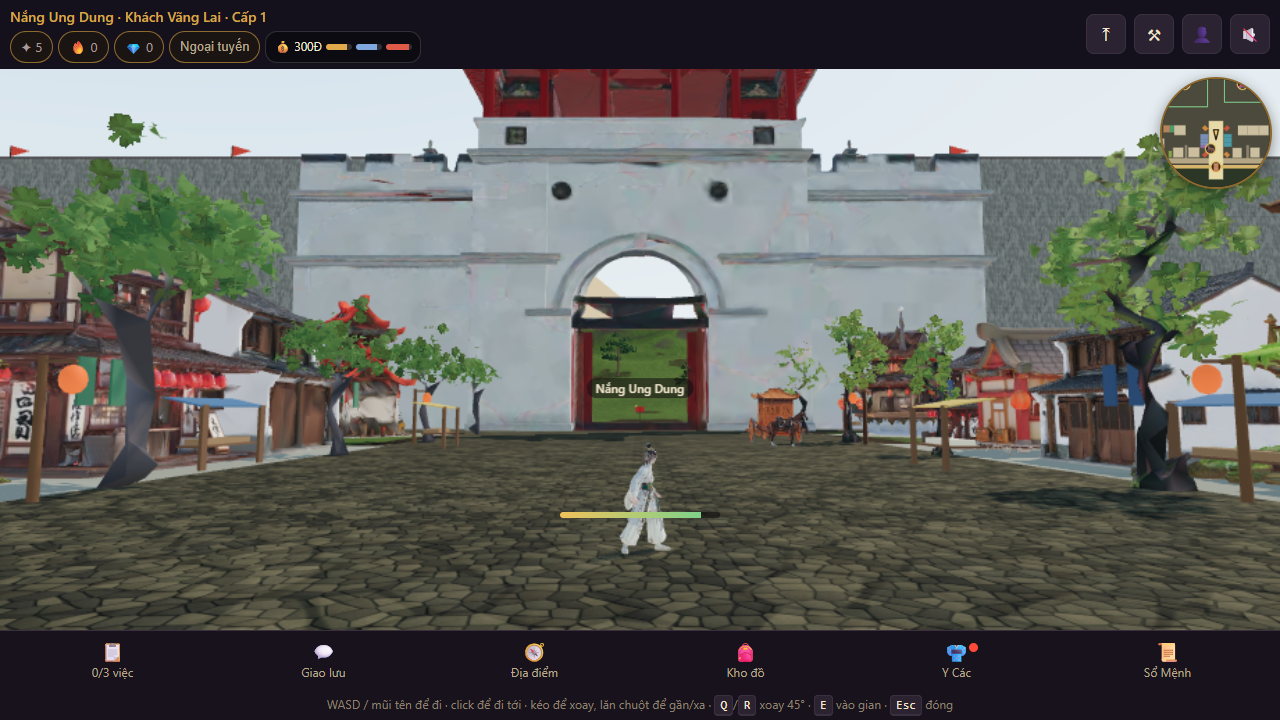 Nắng Ung Dung · Khách Vãng Lai · Cấp 1
5
0
0
Ngoại tuyến
300Đ
Nắng Ung Dung
0/3 việc
Giao lưu
Địa điểm
Kho đồ
Y Các
Sổ Mệnh
WASD / mũi tên để đi · click để đi tới · kéo để xoay, lăn chuột để gần/xa · Q / R xoay 45° · E vào gian · Esc đóng